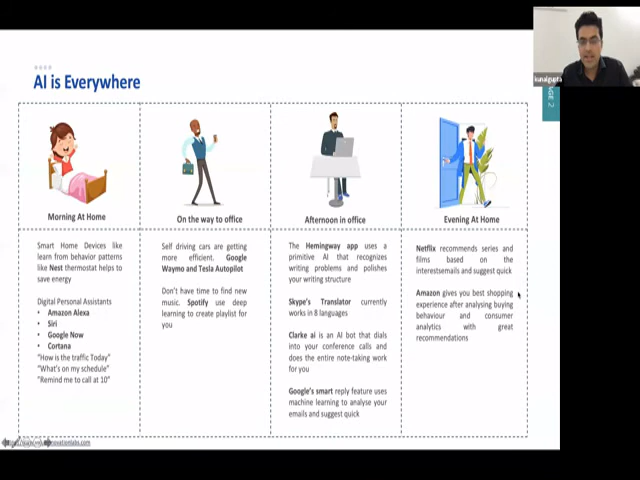 AI is Everywhere
kunalgupta
AGE 2
Morning At Home
Smart Home Devices like
learn from behavior patterns
like Nest thermostat helps to
save energy
Digital Personal Assistants
• Amazon Alexa
• Siri
• Google Now
• Cortana
"How is the traffic Today"
"What's on my schedule"
"Remind me to call at 10"
On the way to office
Self driving cars are getting
more efficient. Google
Waymo and Tesla Autopilot
Don't have time to find new
music. Spotify use deep
learning to create playlist for
you
Afternoon in office
The Hemingway app uses a
primitive AI that recognizes
writing problems and polishes
your writing structure
Skype's Translator currently
works in 8 languages
Clarke ai is an AI bot that dials
into your conference calls and
does the entire note-taking work
for you
Google's smart reply feature uses
machine learning to analyse your
emails and suggest quick
Evening At Home
Netflix recommends series and
films based on the
interestsemails and suggest quick
Amazon gives you best shopping
experience after analysing buying
behaviour and consumer
analytics with great
recommendations